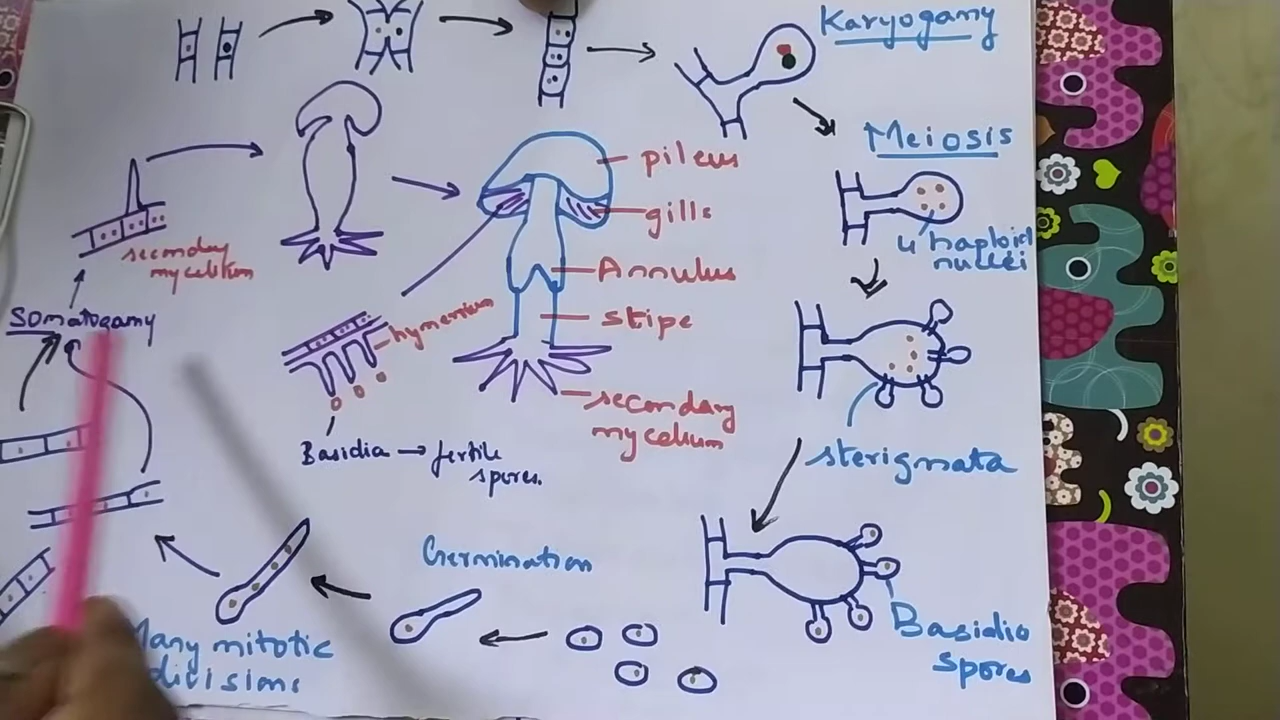 Karyogamy
Meiosis
pileus
gills
4 haploid
nuclei
secondary
mycelium
Annulus
somatogamy
hymenium
stipe
secondary
mycelium
Basidia → fertile
spores.
sterigmata
Germination
Basidio
spores
Many mitotic
divisions